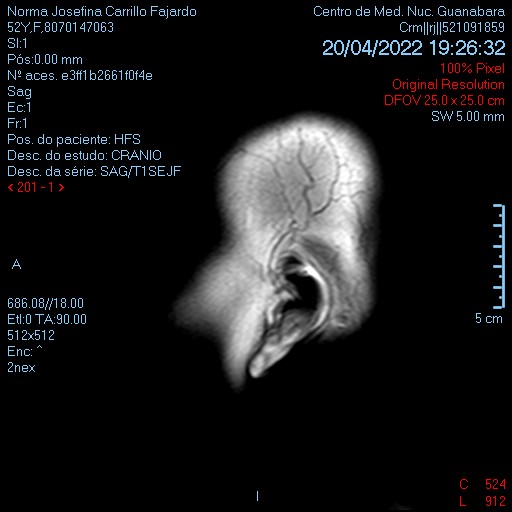 Norma Josefina Carrillo Fajardo
52Y,F,8070147063
Sl:1
Pós:0.00 mm
Nº aces. e3ff1b2661f0f4e
Sag
Ec:1
Fr:1
Pos. do paciente: HFS
Desc. do estudo: CRANIO
Desc. da série: SAG/T1SEJF
< 201 - 1 >
Centro de Med. Nuc. Guanabara
Crm||rj||521091859
20/04/2022 19:26:32
100% Pixel
Original Resolution
DFOV 25.0 x 25.0 cm
SW 5.00 mm
A
5 cm
686.08//18.00
Etl:0 TA:90.00
512x512
Enc: ^
2nex
C 524
I
L 912